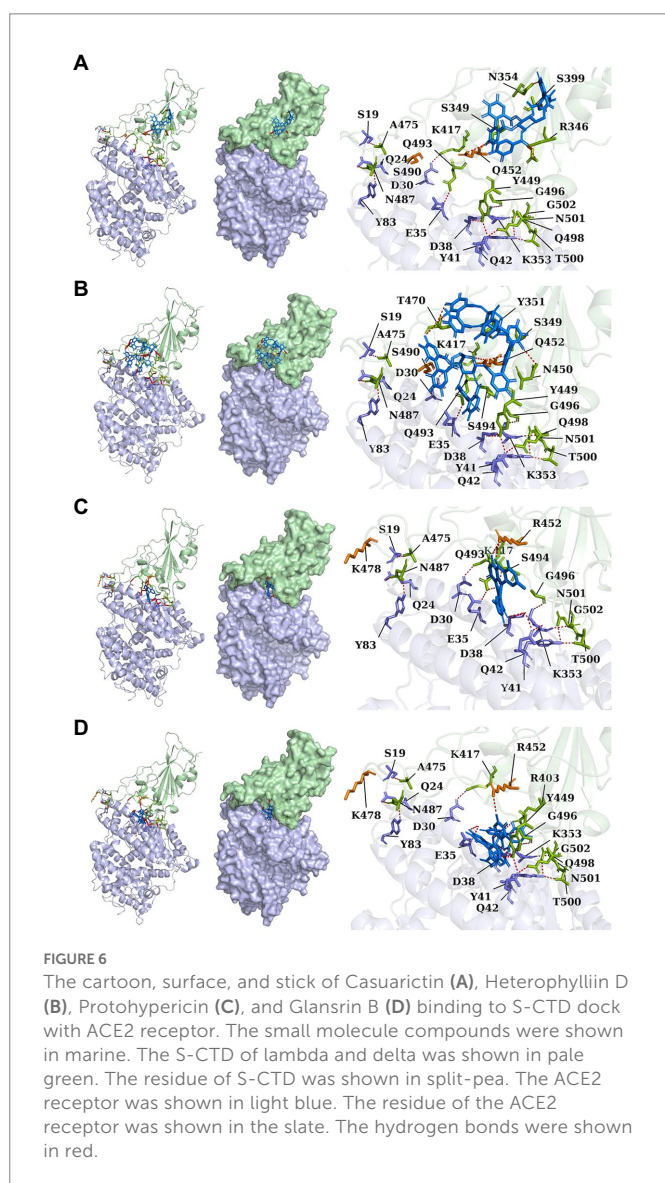 A
N354
S399
S349
S19
A475
Q493
K417
R346
Q24
S490
Q452
D30
Y449
G496
N487
G502
N501
Y83
E35
Q498
D38
Y41
Q42
K353
T500
B
T470
Y351
S19
S349
A475
Q452
S490
K417
D30
N450
Q24
Y449
G496
N487
S494
Q498
Q493
N501
Y83
E35
D38
T500
Y41
Q42
K353
C
R452
S19
A475
Q493
K417
S494
K478
N487
G496
N501
Q24
G502
Y83
D30
E35
D38
T500
Q42
K353
Y41
D
R452
K417
S19
A475
R403
Q24
Y449
K478
N487
G496
D30
K353
Y83
G502
E35
Q498
D38
N501
Y41
T500
Q42
FIGURE 6
The cartoon, surface, and stick of Casuarictin (A), Heterophylliin D
(B), Protohypericin (C), and Glansrin B (D) binding to S-CTD dock
with ACE2 receptor. The small molecule compounds were shown
in marine. The S-CTD of lambda and delta was shown in pale
green. The residue of S-CTD was shown in split-pea. The ACE2
receptor was shown in light blue. The residue of the ACE2
receptor was shown in the slate. The hydrogen bonds were shown
in red.